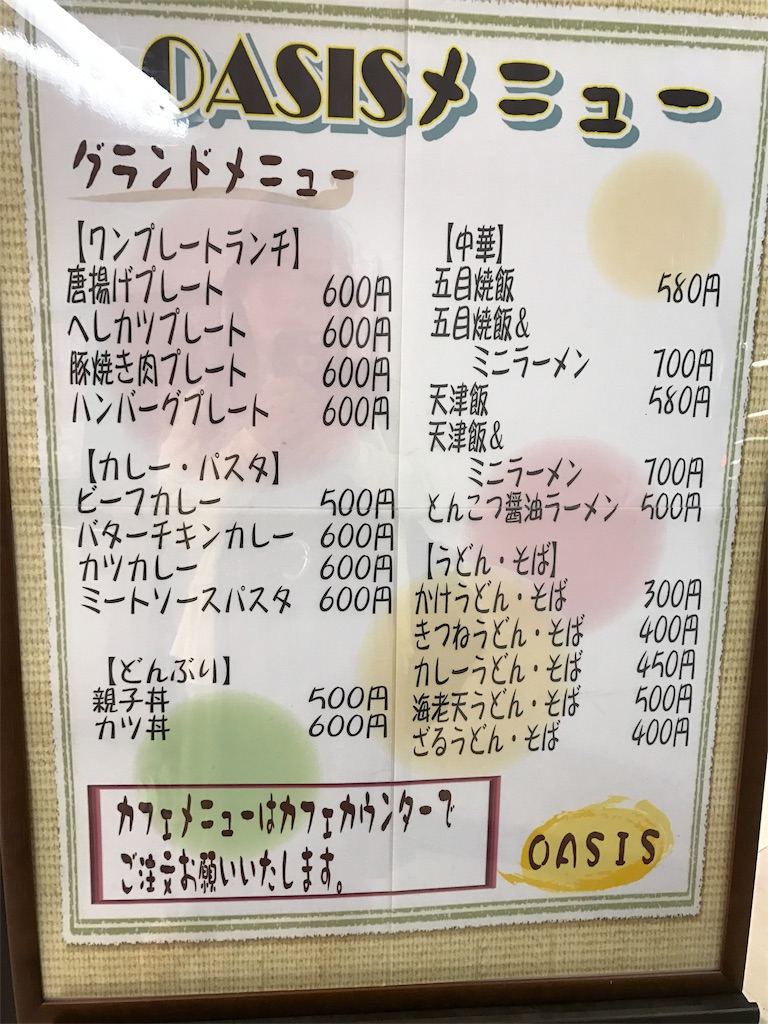 OASISメニュー
グランドメニュー
【ワンプレートランチ】
唐揚げプレート 600円
ヘレカツプレート 600円
豚焼き肉プレート 600円
ハンバーグプレート 600円
【カレー・パスタ】
ビーフカレー 500円
バターチキンカレー 600円
カツカレー 600円
ミートソースパスタ 600円
【どんぶり】
親子丼 500円
カツ丼 600円
【中華】
五目焼飯 580円
五目焼飯&
ミニラーメン 700円
天津飯 580円
天津飯&
ミニラーメン 700円
とんこつ醤油ラーメン 500円
【うどん・そば】
かけうどん・そば 300円
きつねうどん・そば 400円
カレーうどん・そば 450円
海老天うどん・そば 500円
ざるうどん・そば 400円
カフェメニューはカフェカウンターで
ご注文お願いいたします。
OASIS